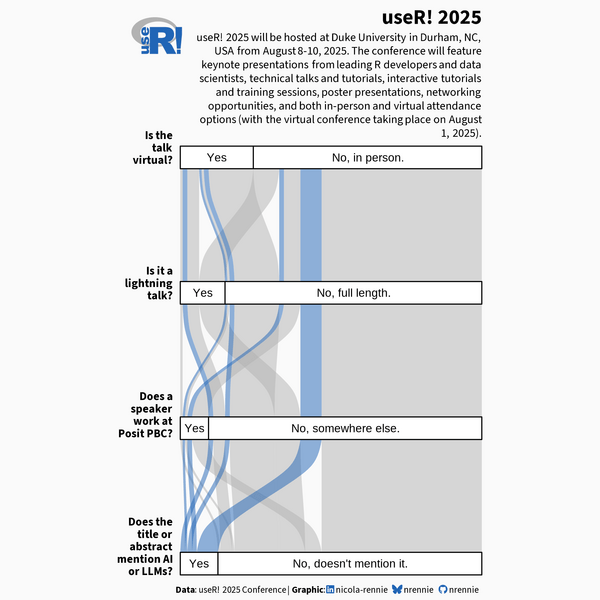 useR! 2025
useR!
useR! 2025 will be hosted at Duke University in Durham, NC,
USA from August 8-10, 2025. The conference will feature
keynote presentations from leading R developers and data
scientists, technical talks and tutorials, interactive tutorials
and training sessions, poster presentations, networking
opportunities, and both in-person and virtual attendance
options (with the virtual conference taking place on August
1, 2025).
Is the
talk
virtual?
Yes
No, in person.
Is it a
lightning
talk?
Yes
No, full length.
Does a
speaker
work at
Posit PBC?
Yes
No, somewhere else.
Does the
title or
abstract
mention AI
or LLMs?
Yes
No, doesn't mention it.
Data: useR! 2025 Conference| Graphic: in nicola-rennie nrennie nrennie